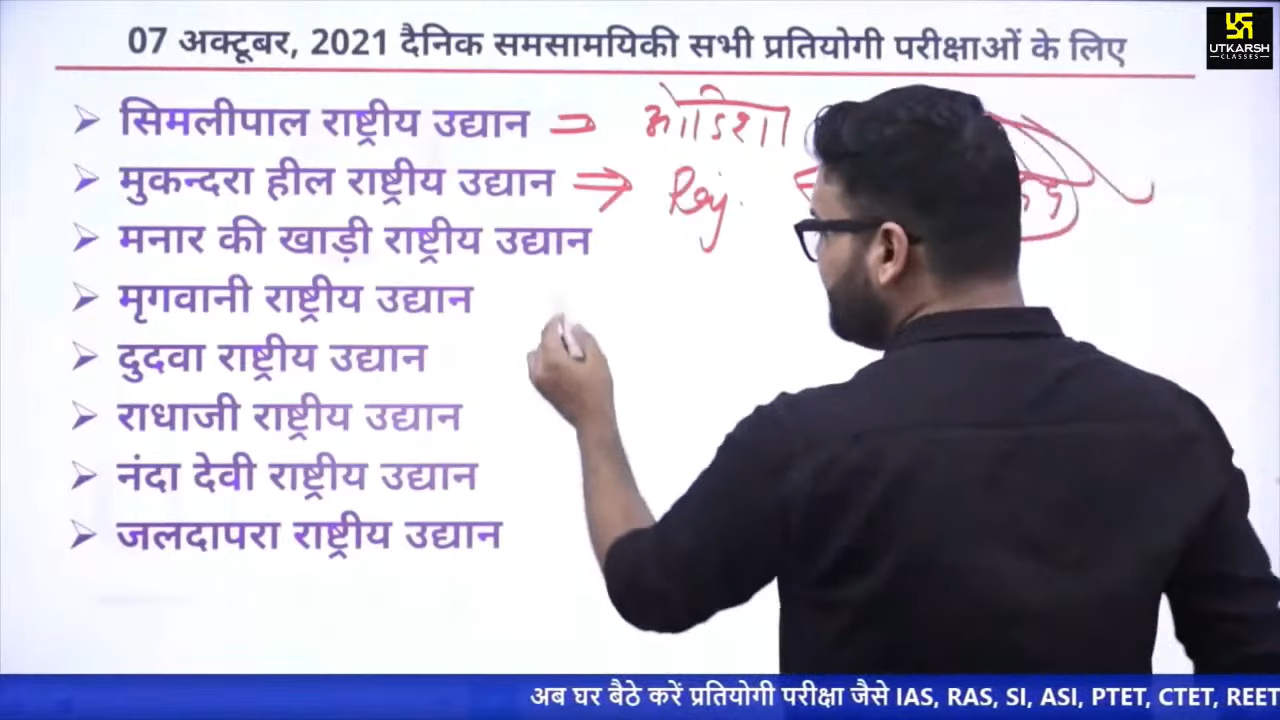 07 अक्टूबर, 2021 दैनिक समसामयिकी सभी प्रतियोगी परीक्षाओं के लिए
UTKARSH
CLASSES
सिमलीपाल राष्ट्रीय उद्यान ओडिशा
मुकन्दरा हील राष्ट्रीय उद्यान Raj.
मनार की खाड़ी राष्ट्रीय उद्यान
मृगवानी राष्ट्रीय उद्यान
दुदवा राष्ट्रीय उद्यान
राधाजी राष्ट्रीय उद्यान
नंदा देवी राष्ट्रीय उद्यान
जलदापरा राष्ट्रीय उद्यान
अब घर बैठे करें प्रतियोगी परीक्षा जैसे IAS, RAS, SI, ASI, PTET, CTET, REET